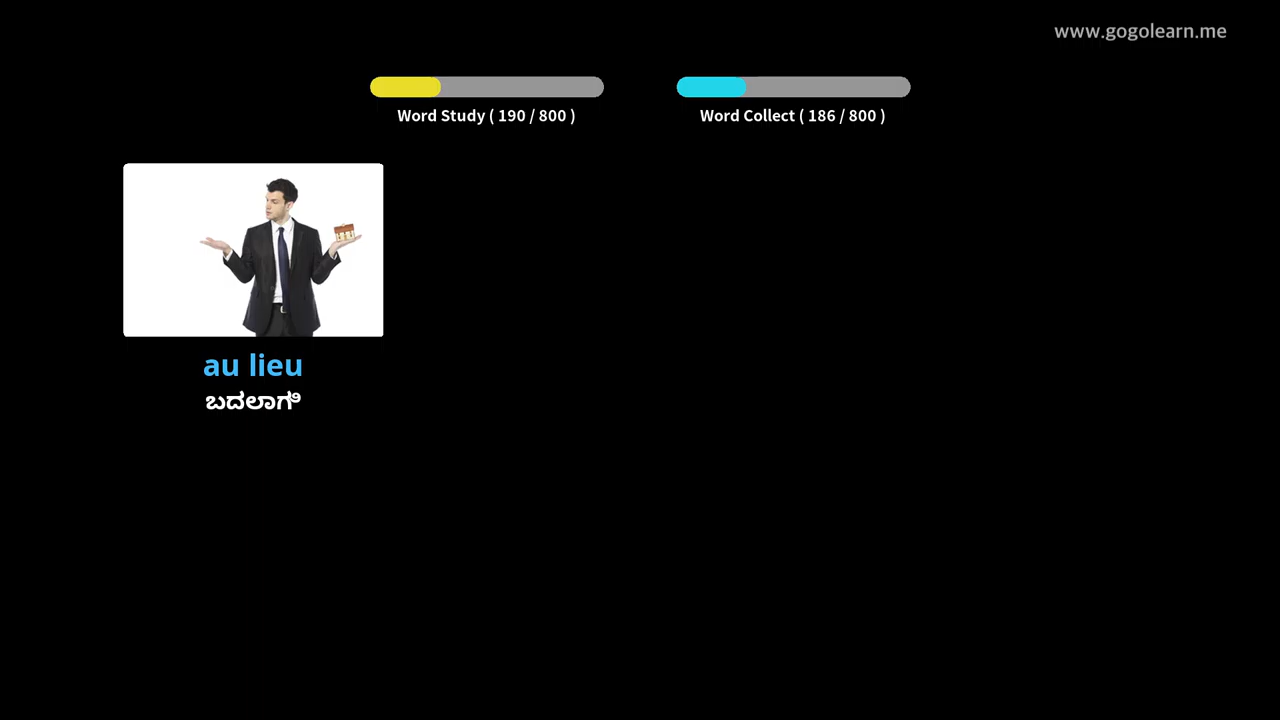 www.gogolearn.me
Word Study ( 190 / 800 )
Word Collect ( 186 / 800 )
au lieu
ಬದಲಾಗಿ